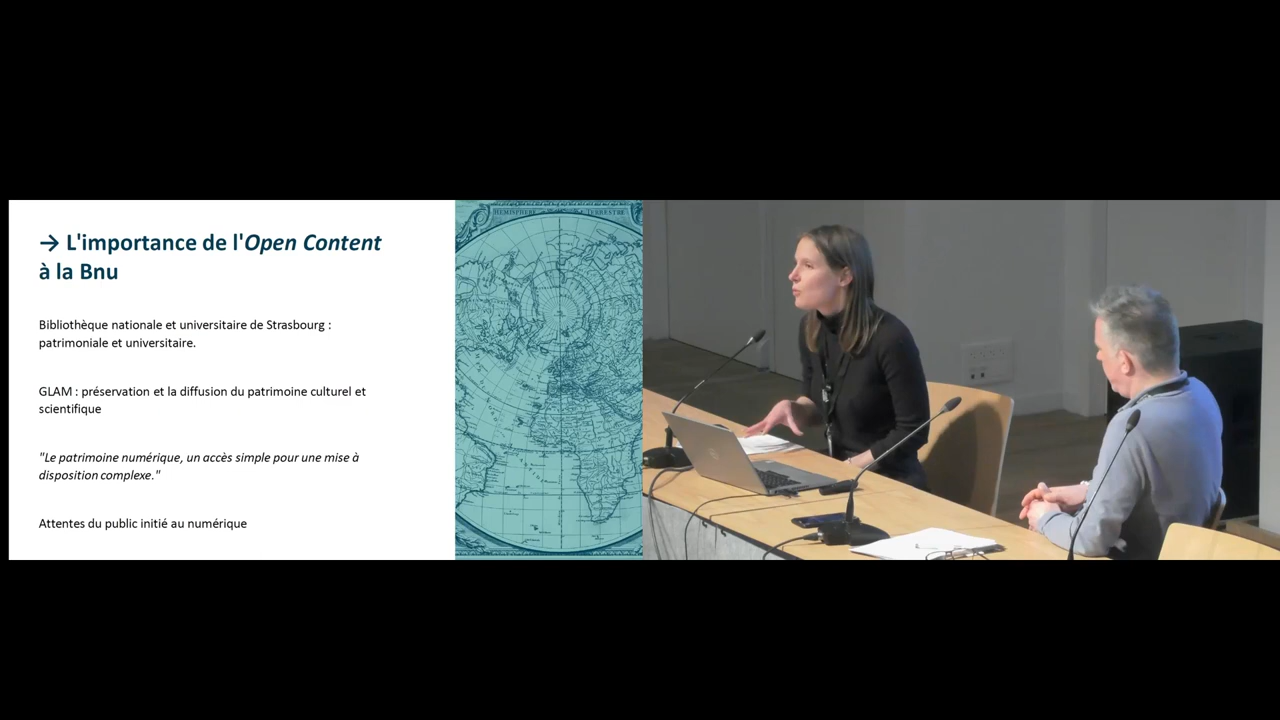 → L'importance de l'Open Content
à la Bnu
Bibliothèque nationale et universitaire de Strasbourg :
patrimoniale et universitaire.
GLAM : préservation et la diffusion du patrimoine culturel et
scientifique
"Le patrimoine numérique, un accès simple pour une mise à
disposition complexe."
Attentes du public initié au numérique
HEMISPHERE
TERRESTRE